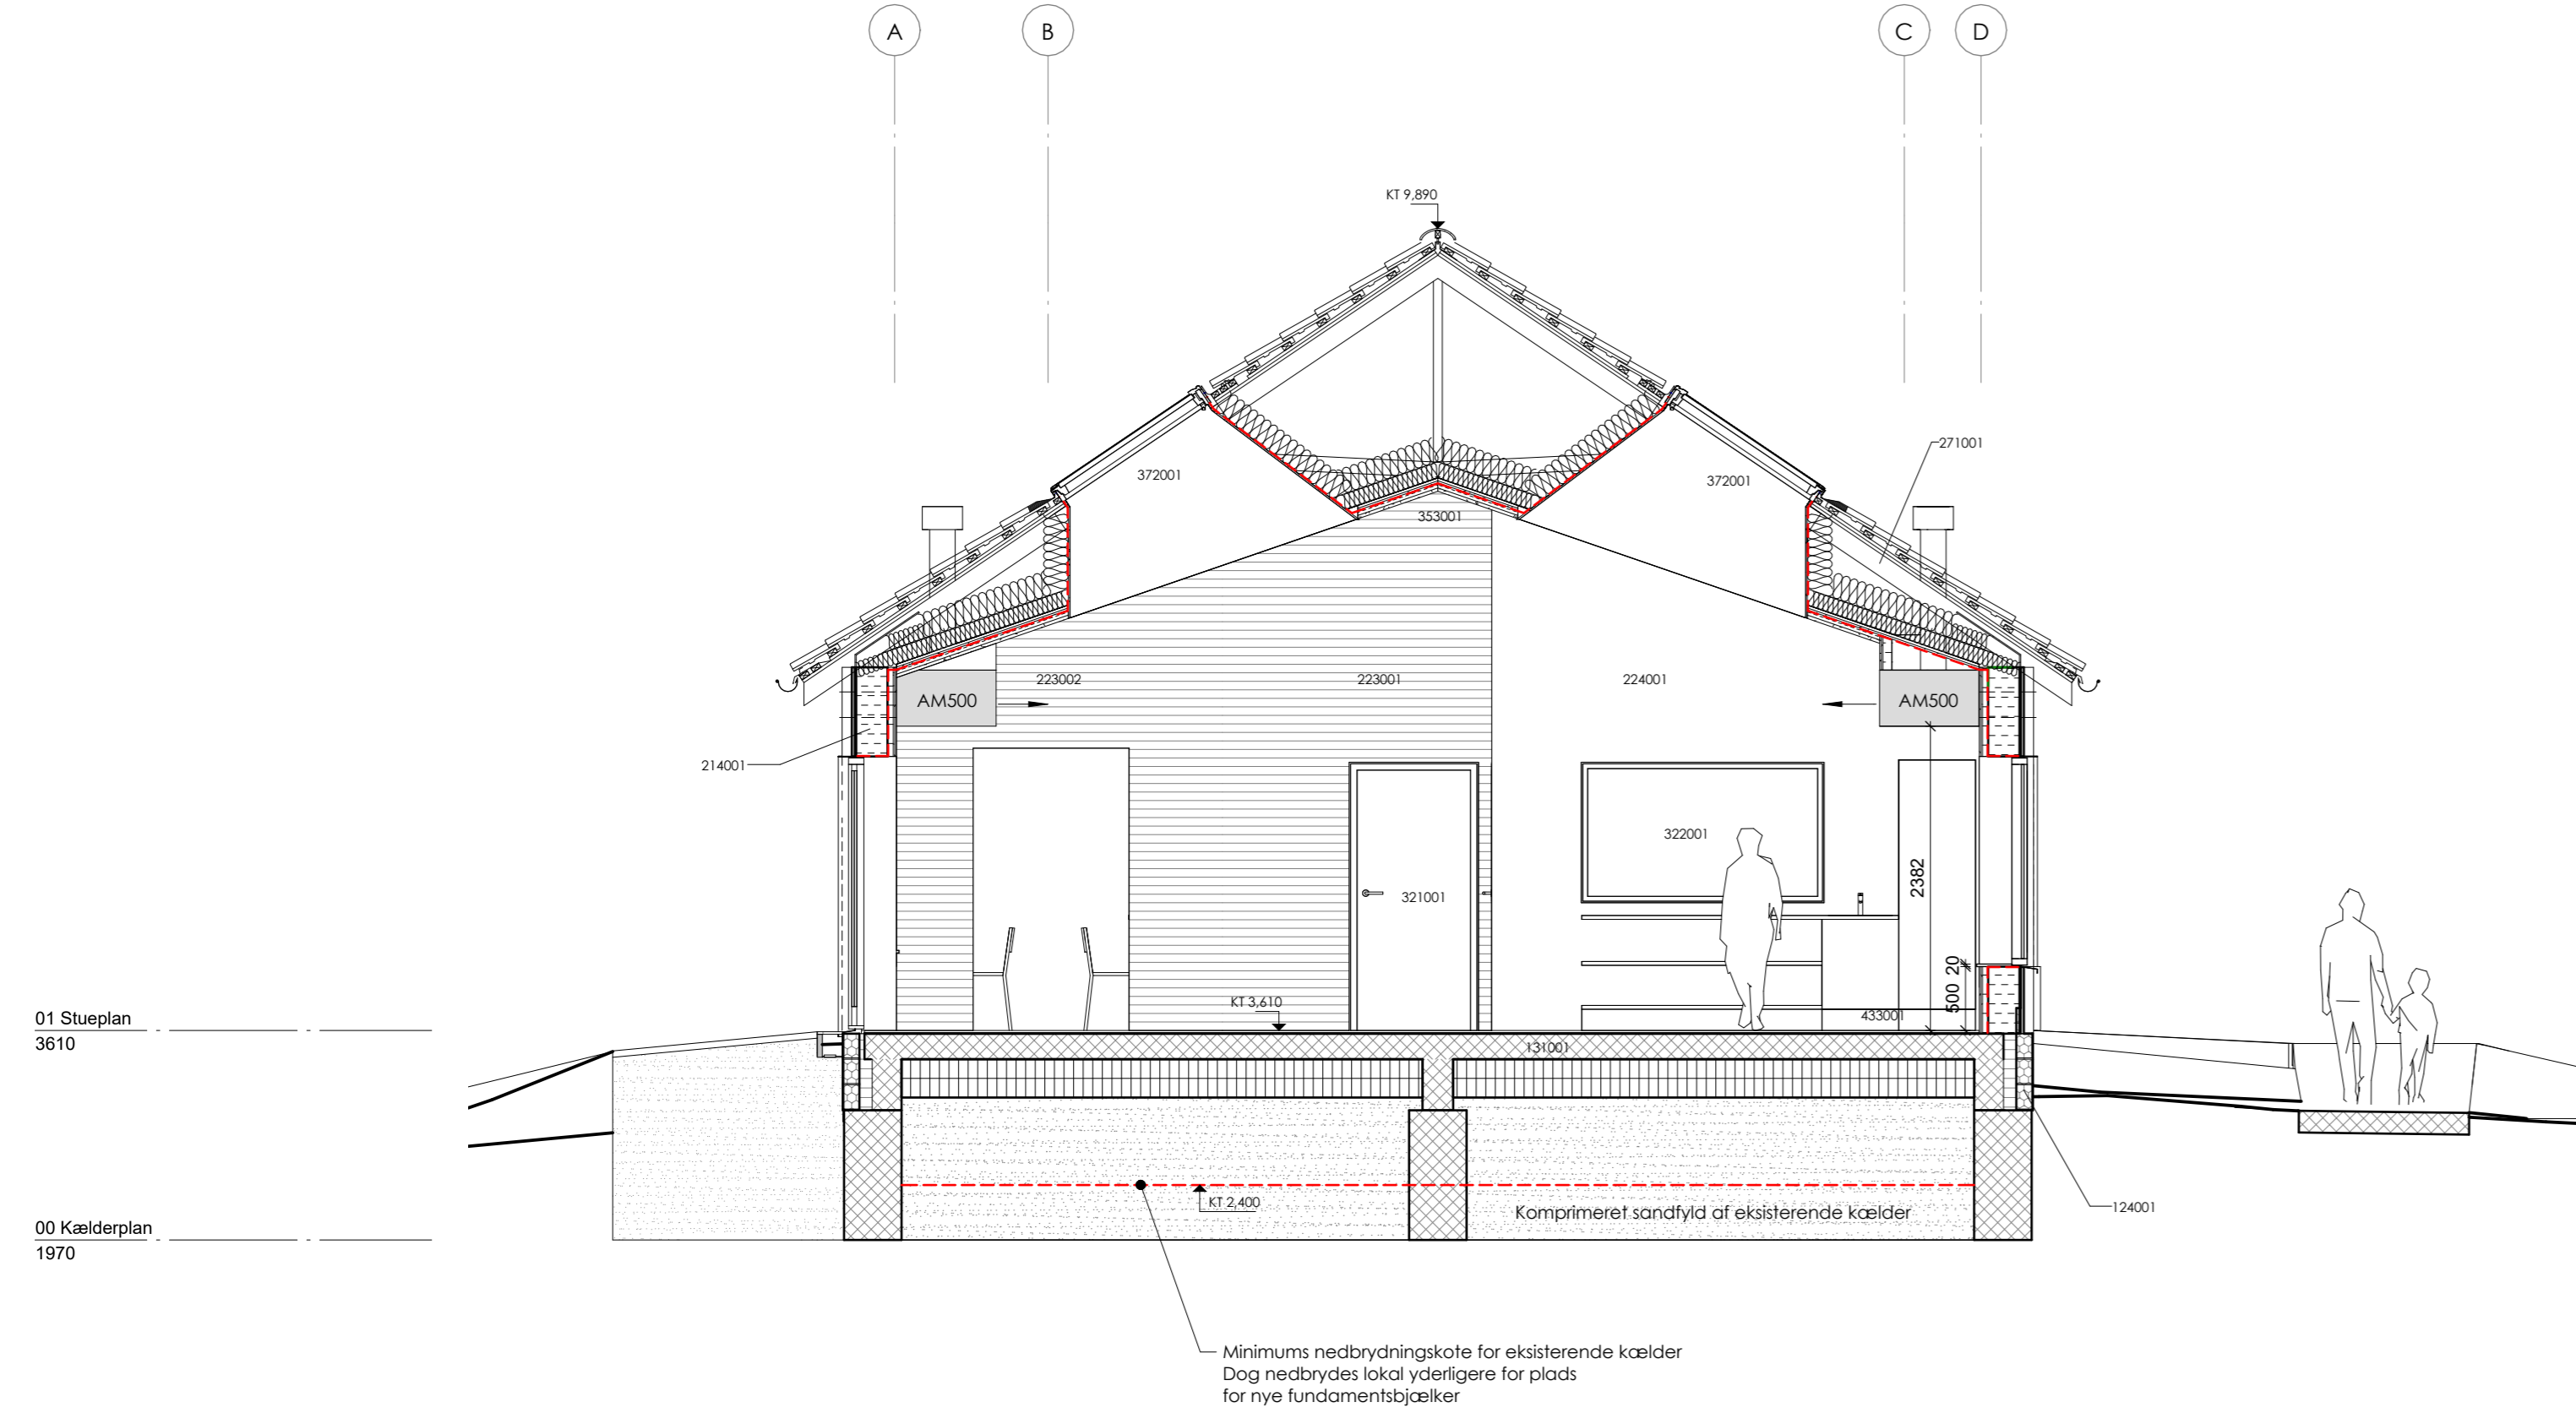 A
B
C
D
KT 9,890
271001
372001
372001
353001
223002
223001
224001
AM500
AM500
214001
322001
321001
2382
500
20
433001
KT 3,610
01 Stueplan
3610
131001
KT 2,400
Komprimeret sandfyld af eksisterende kælder
124001
00 Kælderplan
1970
Minimums nedbrydningskote for eksisterende kælder
Dog nedbrydes lokal yderligere for plads
for nye fundamentsbjælker